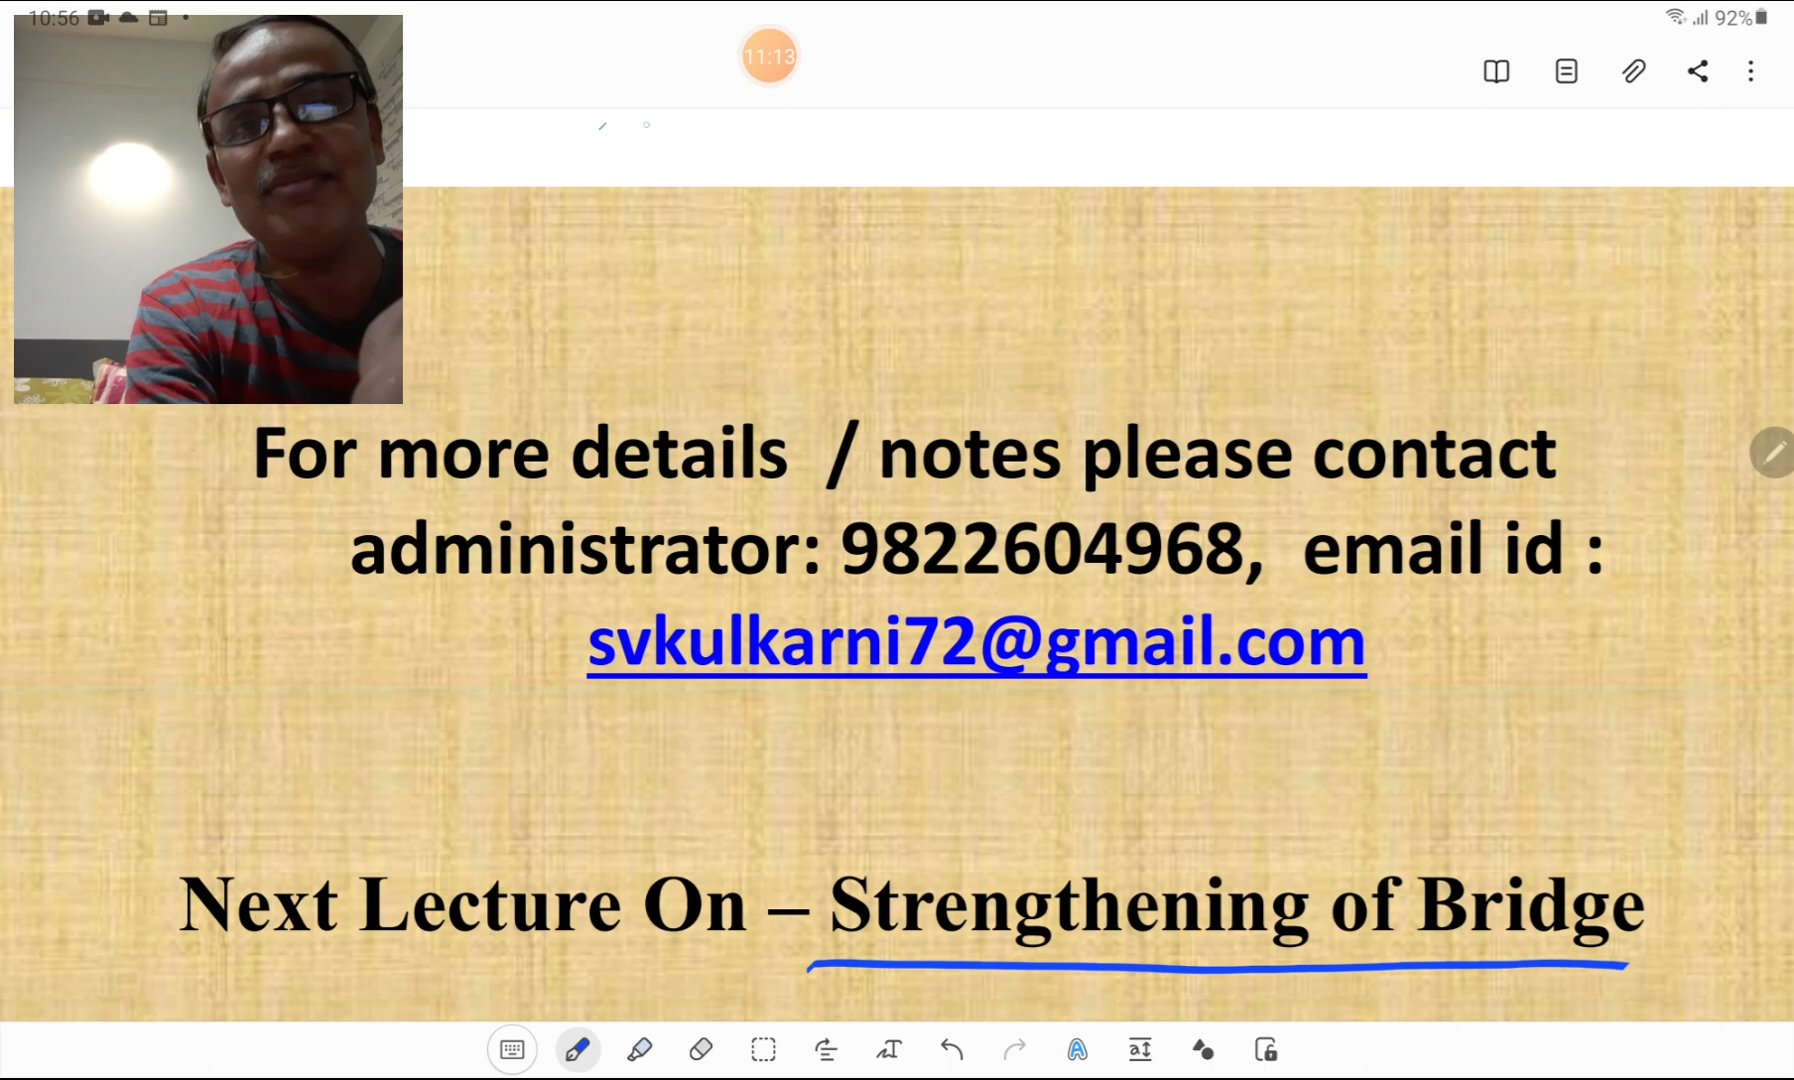 10:56
92%
11:13
For more details / notes please contact
administrator: 9822604968, email id :
svkulkarni72@gmail.com
Next Lecture On – Strengthening of Bridge